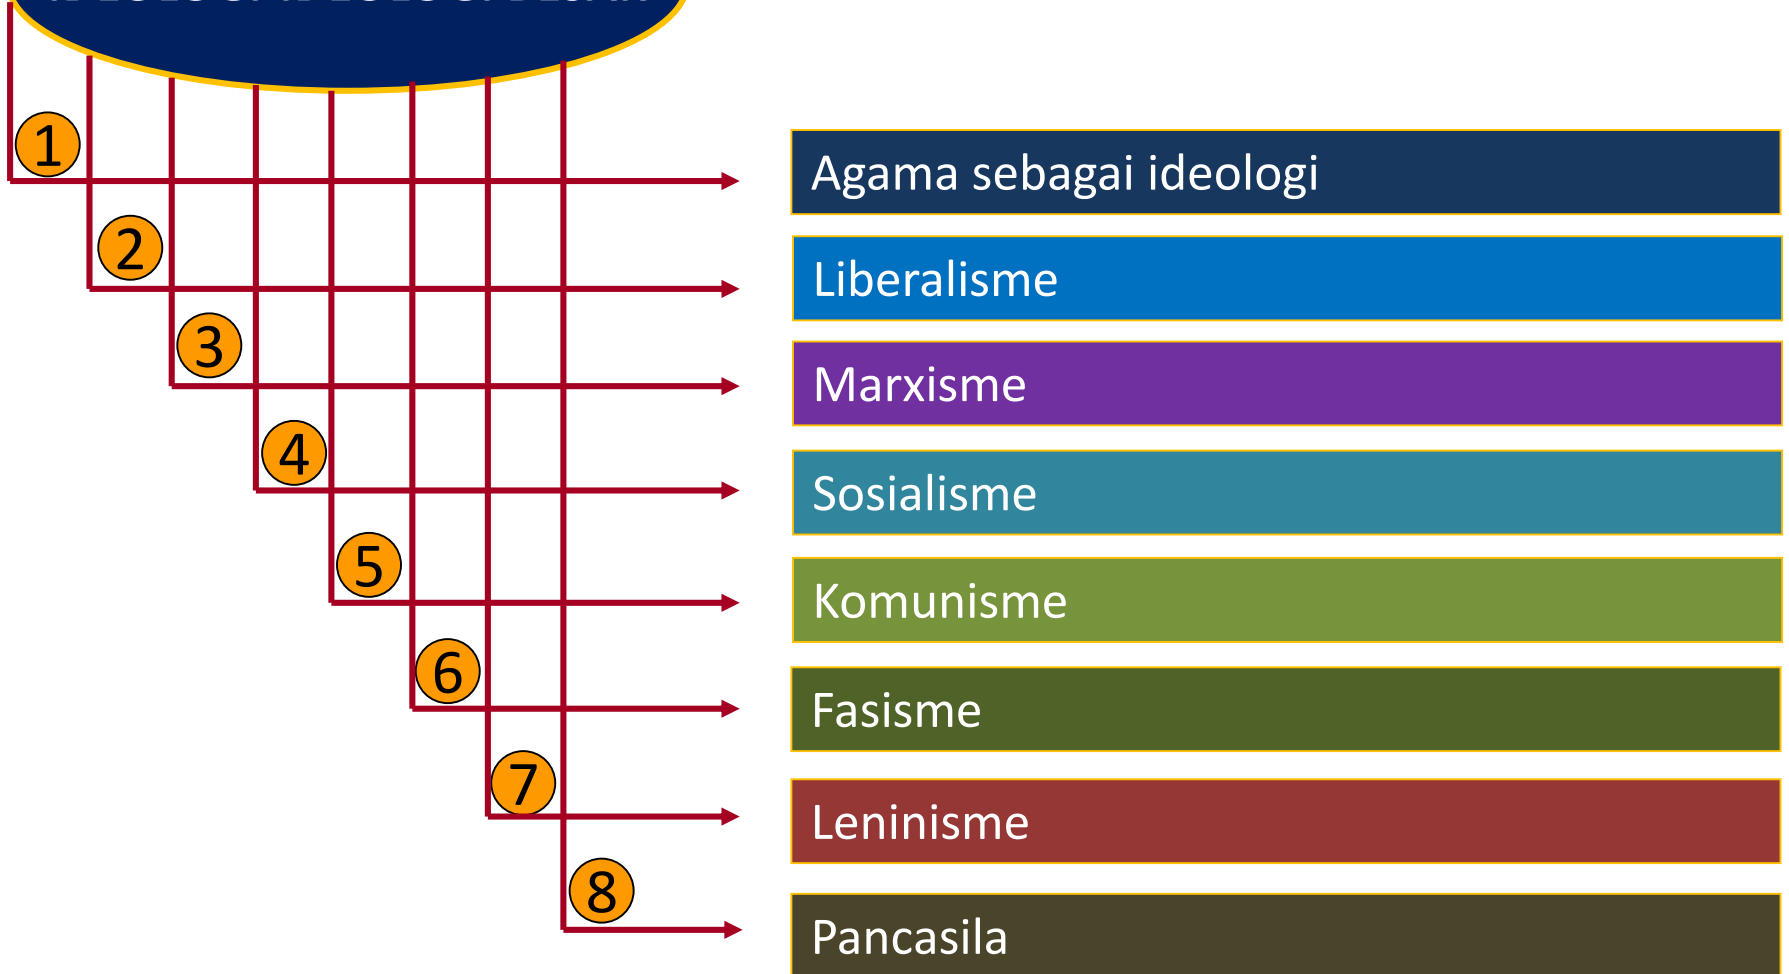 1
Agama sebagai ideologi
2
Liberalisme
3
Marxisme
4
Sosialisme
5
Komunisme
6
Fasisme
7
Leninisme
8
Pancasila